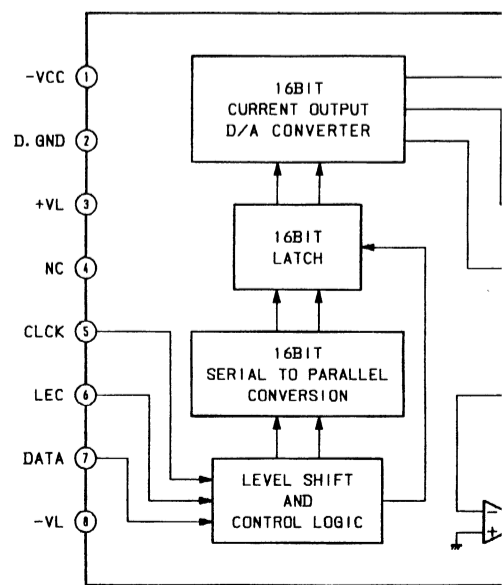 -VCC 1
D.GND 2
+VL 3
NC 4
CLCK 5
LEC 6
DATA 7
-VL 8
16BIT
CURRENT OUTPUT
D/A CONVERTER
16BIT
LATCH
16BIT
SERIAL TO PARALLEL
CONVERSION
LEVEL SHIFT
AND
CONTROL LOGIC
-
+